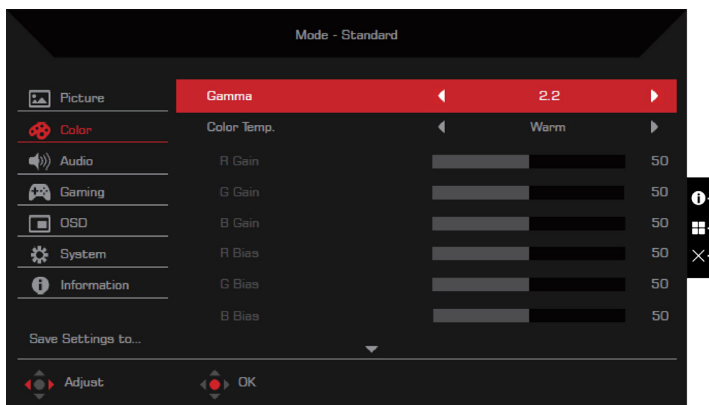 Mode - Standard
Picture
Color
Audio
Gaming
OSD
System
Information
Save Settings to...
Gamma 2.2
Color Temp. Warm
R Gain 50
G Gain 50
B Gain 50
R Bias 50
G Bias 50
B Bias 50
Adjust
OK